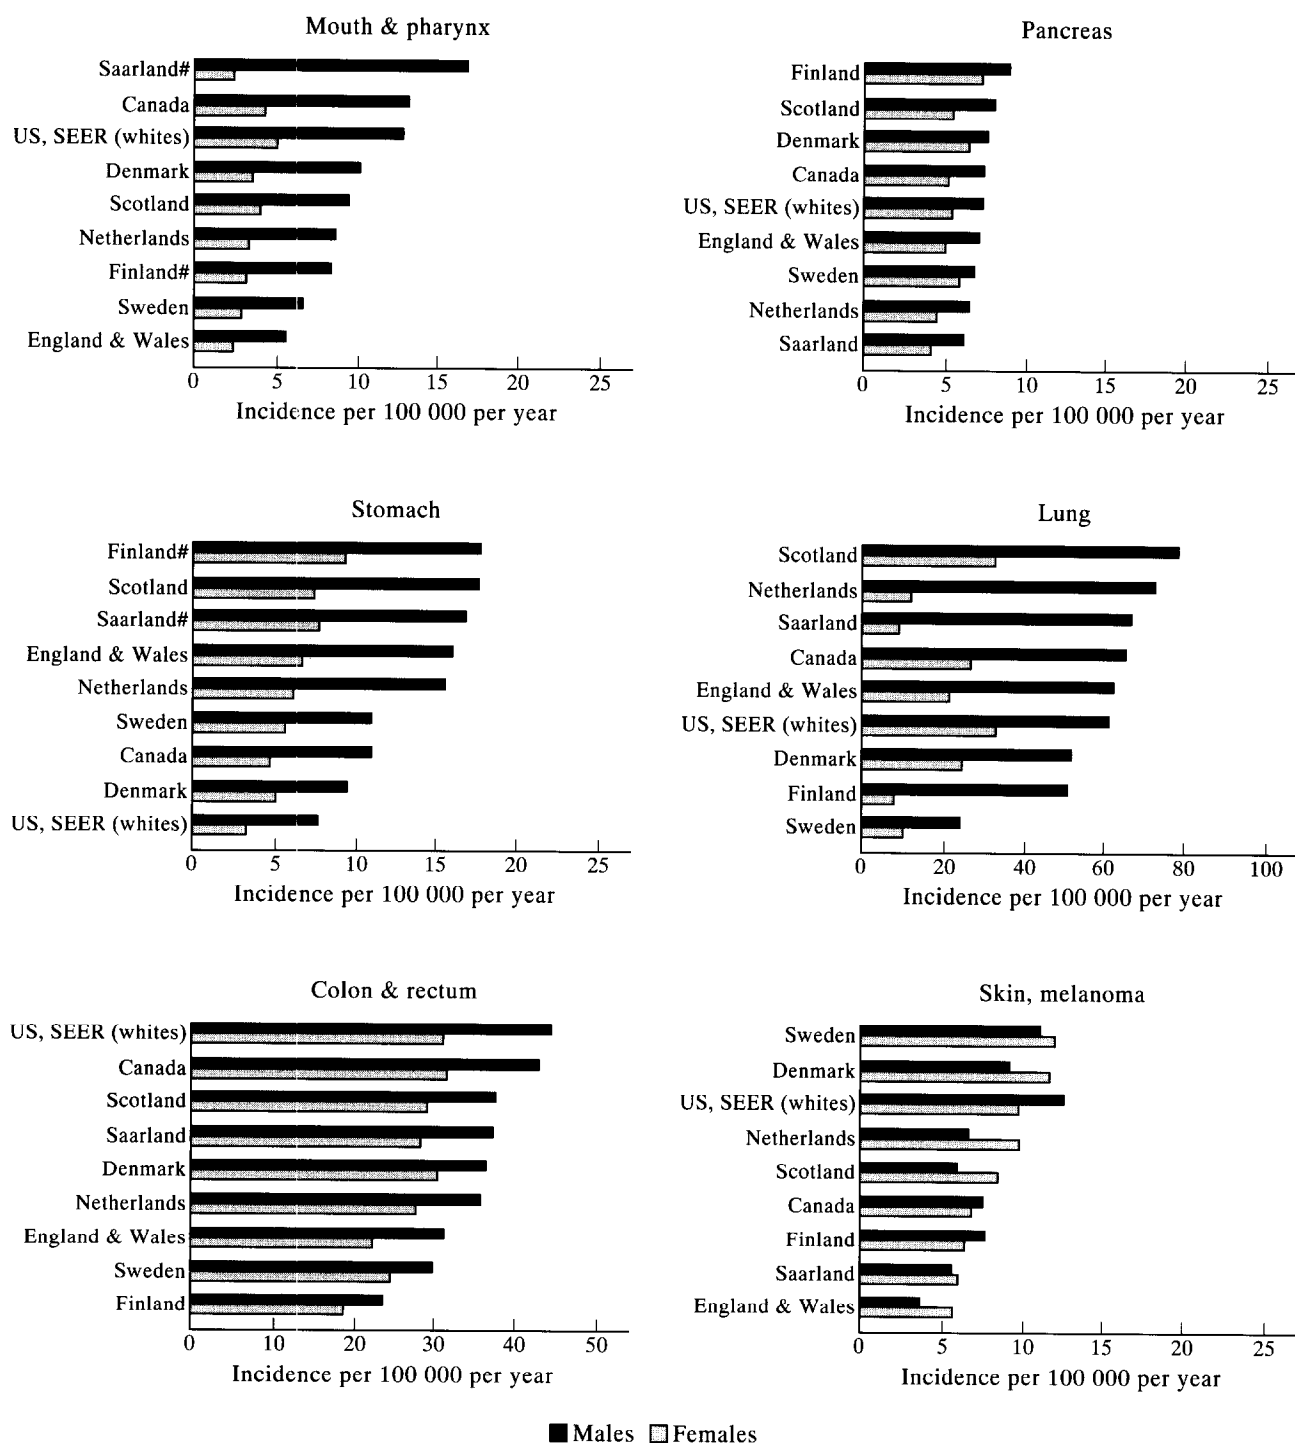 Mouth & pharynx
Saarland#
Canada
US, SEER (whites)
Denmark
Scotland
Netherlands
Finland#
Sweden
England & Wales
0 5 10 15 20 25
Incidence per 100 000 per year
Pancreas
Finland
Scotland
Denmark
Canada
US, SEER (whites)
England & Wales
Sweden
Netherlands
Saarland
0 5 10 15 20 25
Incidence per 100 000 per year
Stomach
Finland#
Scotland
Saarland#
England & Wales
Netherlands
Sweden
Canada
Denmark
US, SEER (whites)
0 5 10 15 20 25
Incidence per 100 000 per year
Lung
Scotland
Netherlands
Saarland
Canada
England & Wales
US, SEER (whites)
Denmark
Finland
Sweden
0 20 40 60 80 100
Incidence per 100 000 per year
Colon & rectum
US, SEER (whites)
Canada
Scotland
Saarland
Denmark
Netherlands
England & Wales
Sweden
Finland
0 10 20 30 40 50
Incidence per 100 000 per year
Skin, melanoma
Sweden
Denmark
US, SEER (whites)
Netherlands
Scotland
Canada
Finland
Saarland
England & Wales
0 5 10 15 20 25
Incidence per 100 000 per year
Males Females